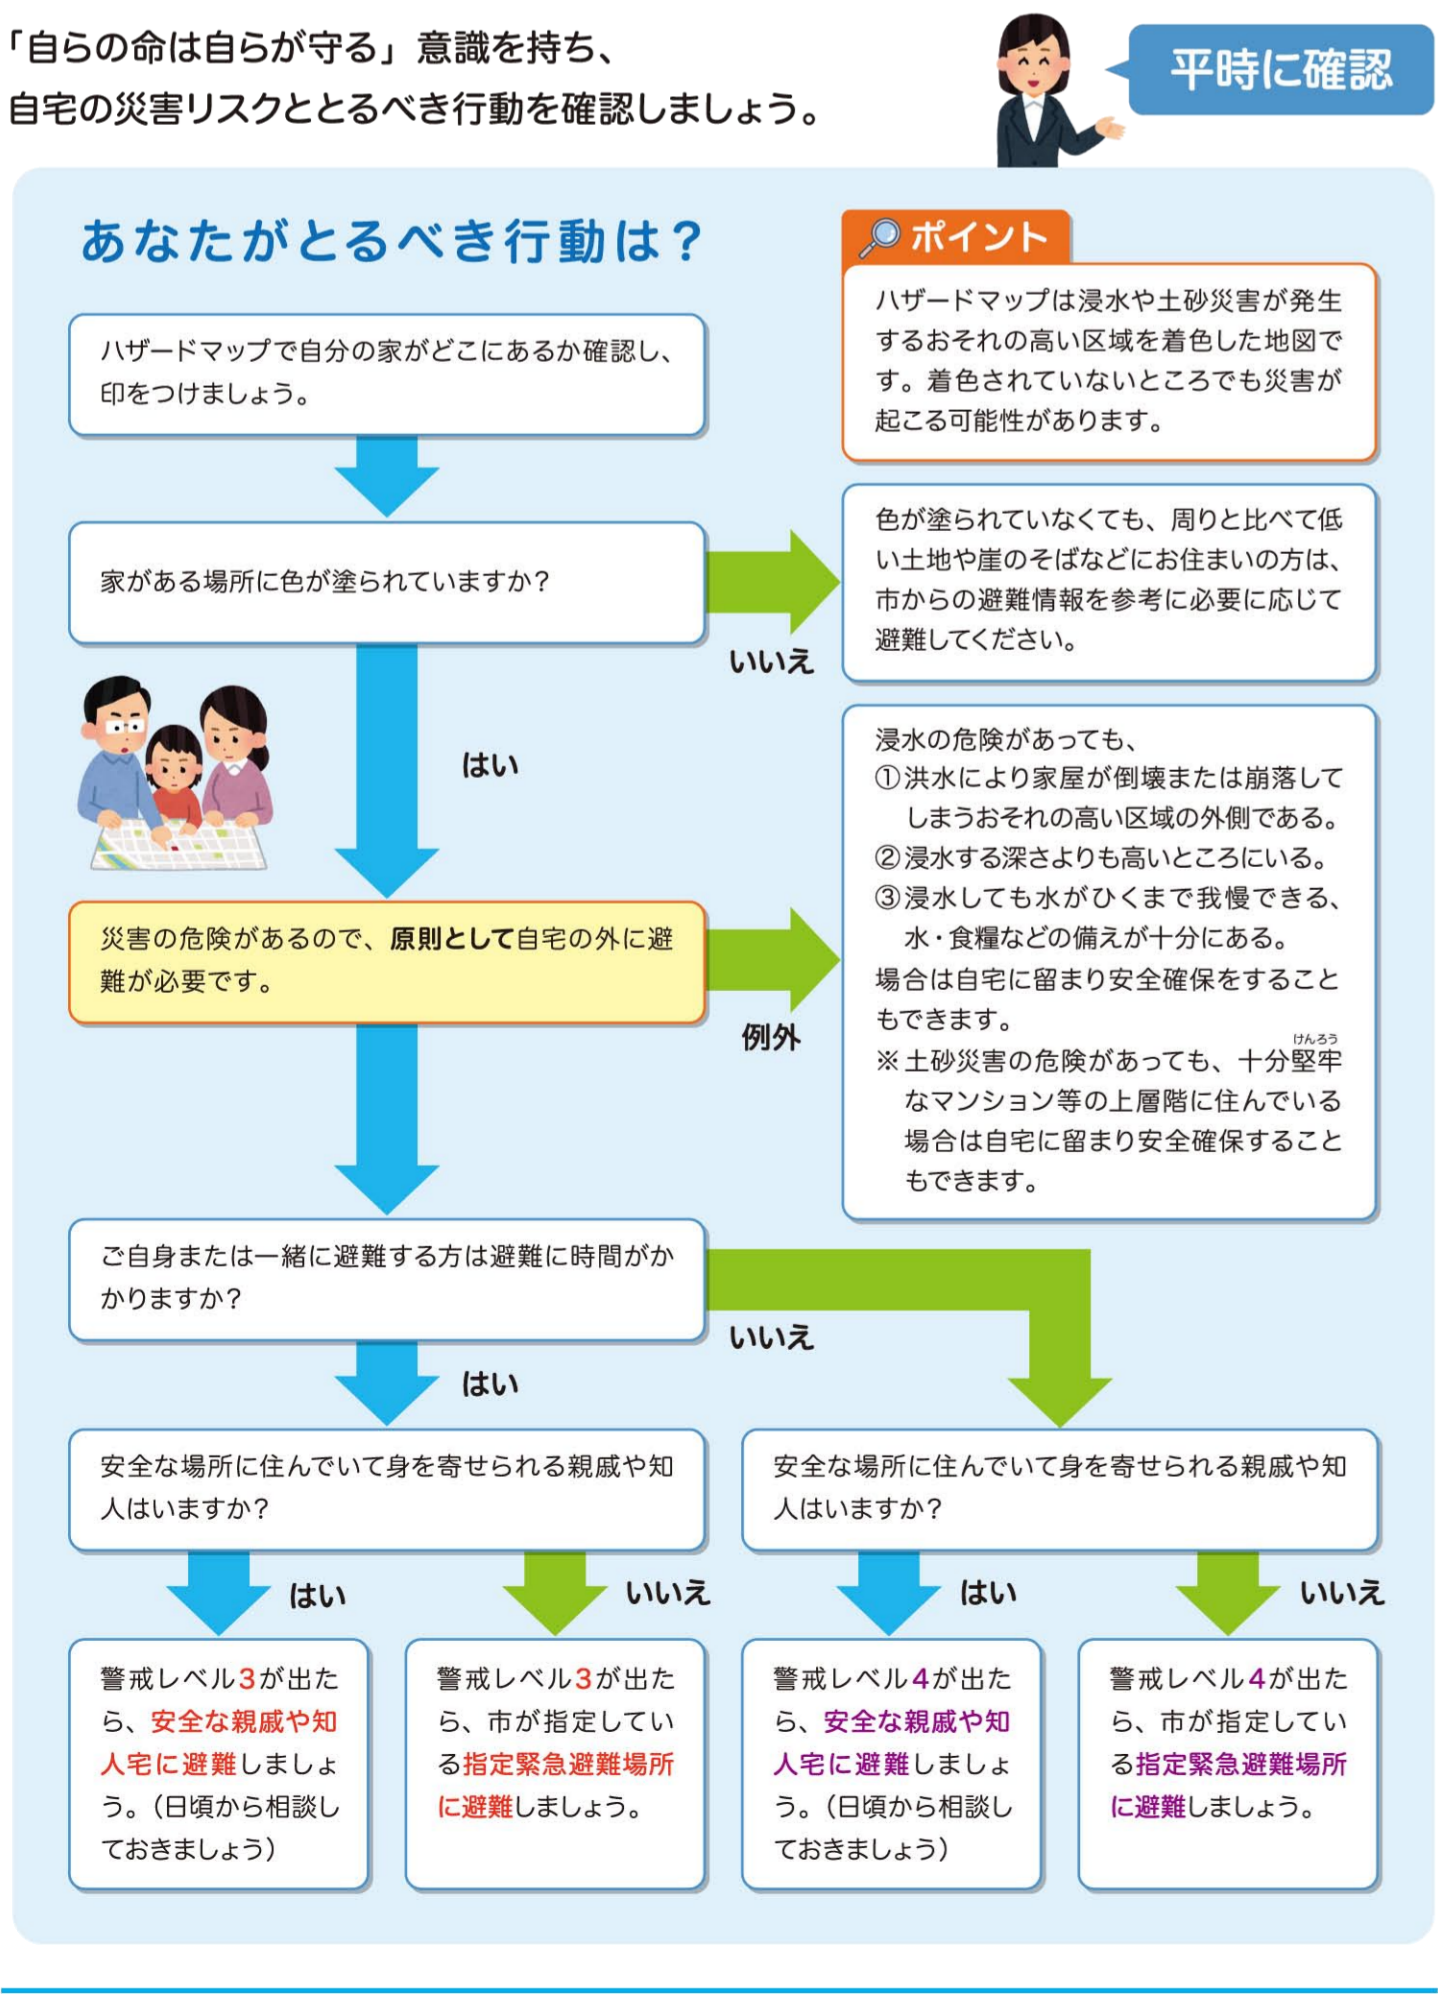 「自らの命は自らが守る」意識を持ち、
自宅の災害リスクととるべき行動を確認しましょう。
平時に確認
あなたがとるべき行動は？
ポイント
ハザードマップは浸水や土砂災害が発生
するおそれの高い区域を着色した地図で
す。着色されていないところでも災害が
起こる可能性があります。
ハザードマップで自分の家がどこにあるか確認し、
印をつけましょう。
家がある場所に色が塗られていますか？
いいえ
色が塗られていなくても、周りと比べて低
い土地や崖のそばなどにお住まいの方は、
市からの避難情報を参考に必要に応じて
避難してください。
はい
災害の危険があるので、原則として自宅の外に避
難が必要です。
例外
浸水の危険があっても、
①洪水により家屋が倒壊または崩落して
しまうおそれの高い区域の外側である。
②浸水する深さよりも高いところにいる。
③浸水しても水がひくまで我慢できる、
水・食糧などの備えが十分にある。
場合は自宅に留まり安全確保をすること
もできます。
けんろう
※土砂災害の危険があっても、十分堅牢
なマンション等の上層階に住んでいる
場合は自宅に留まり安全確保すること
もできます。
ご自身または一緒に避難する方は避難に時間がか
かりますか？
いいえ
はい
安全な場所に住んでいて身を寄せられる親戚や知
人はいますか？
安全な場所に住んでいて身を寄せられる親戚や知
人はいますか？
はい
いいえ
はい
いいえ
警戒レベル3が出た
ら、安全な親戚や知
人宅に避難しましょ
う。（日頃から相談し
ておきましょう）
警戒レベル3が出た
ら、市が指定してい
る指定緊急避難場所
に避難しましょう。
警戒レベル4が出た
ら、安全な親戚や知
人宅に避難しましょ
う。（日頃から相談し
ておきましょう）
警戒レベル4が出た
ら、市が指定してい
る指定緊急避難場所
に避難しましょう。